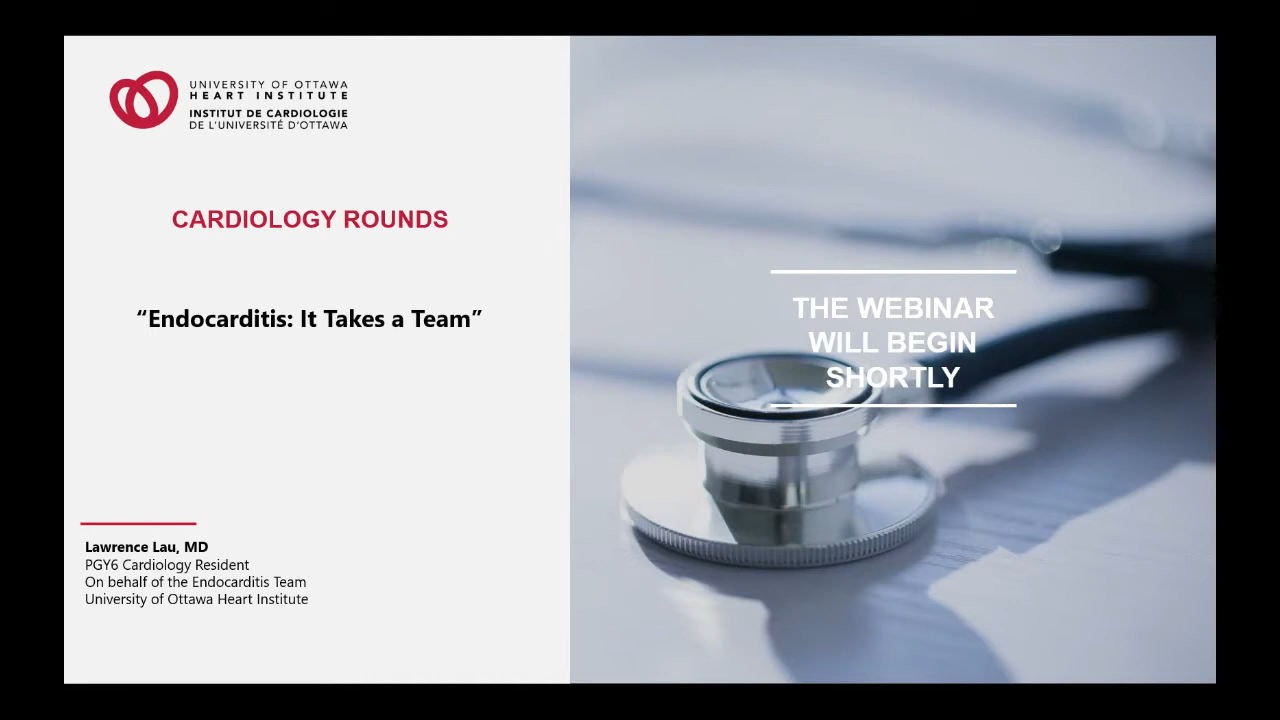 UNIVERSITY OF OTTAWA
HEART INSTITUTE
INSTITUT DE CARDIOLOGIE
DE L'UNIVERSITÉ D'OTTAWA
CARDIOLOGY ROUNDS
“Endocarditis: It Takes a Team”
Lawrence Lau, MD
PGY6 Cardiology Resident
On behalf of the Endocarditis Team
University of Ottawa Heart Institute
THE WEBINAR
WILL BEGIN
SHORTLY